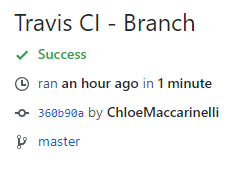 Travis CI - Branch
Success
ran an hour ago in 1 minute
360b90a by ChloeMaccarinelli
master